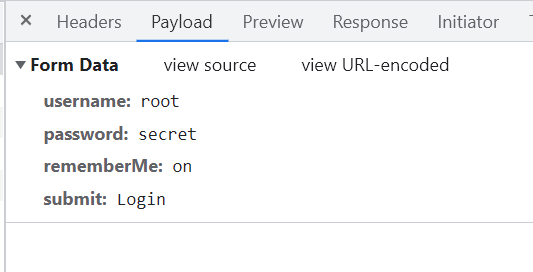 × Headers Payload Preview Response Initiator
▼ Form Data view source view URL-encoded
username: root
password: secret
rememberMe: on
submit: Login